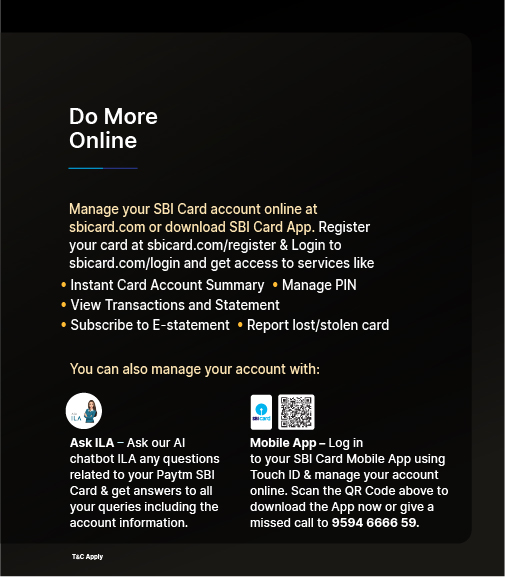 Do More
Online
Manage your SBI Card account online at
sbicard.com or download SBI Card App. Register
your card at sbicard.com/register & Login to
sbicard.com/login and get access to services like
• Instant Card Account Summary • Manage PIN
• View Transactions and Statement
• Subscribe to E-statement • Report lost/stolen card
You can also manage your account with:
ILA
SBI card
Ask ILA – Ask our AI
chatbot ILA any questions
related to your Paytm SBI
Card & get answers to all
your queries including the
account information.
Mobile App – Log in
to your SBI Card Mobile App using
Touch ID & manage your account
online. Scan the QR Code above to
download the App now or give a
missed call to 9594 6666 59.
T&C Apply